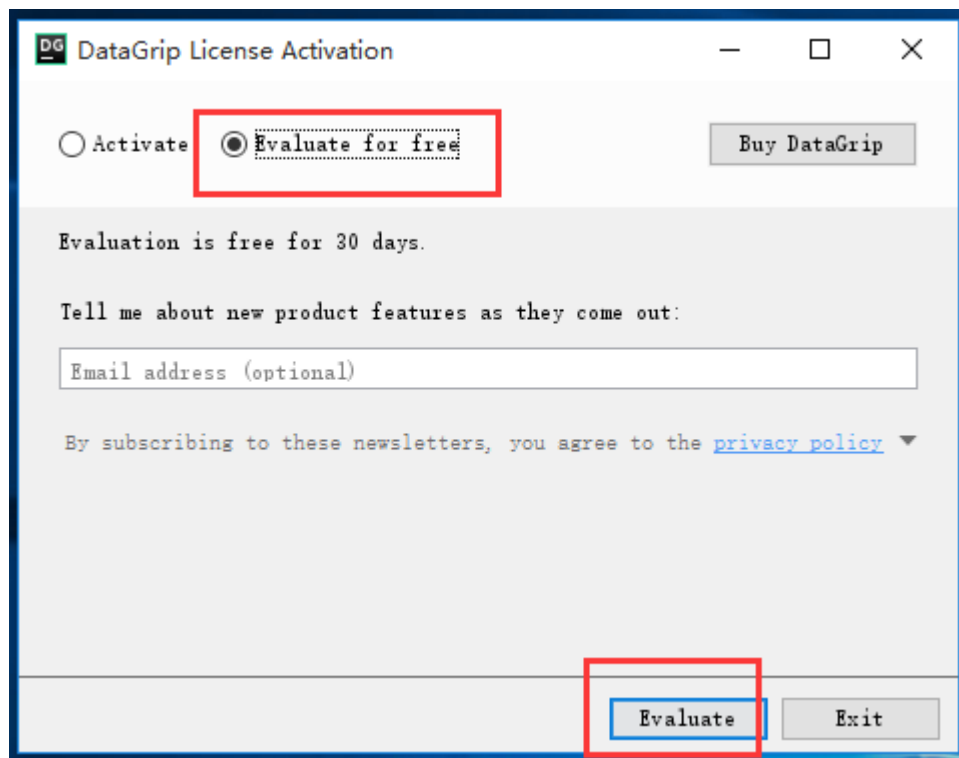 DG DataGrip License Activation
Activate Evaluate for free Buy DataGrip
Evaluation is free for 30 days.
Tell me about new product features as they come out:
Email address (optional)
By subscribing to these newsletters, you agree to the privacy policy
Evaluate Exit